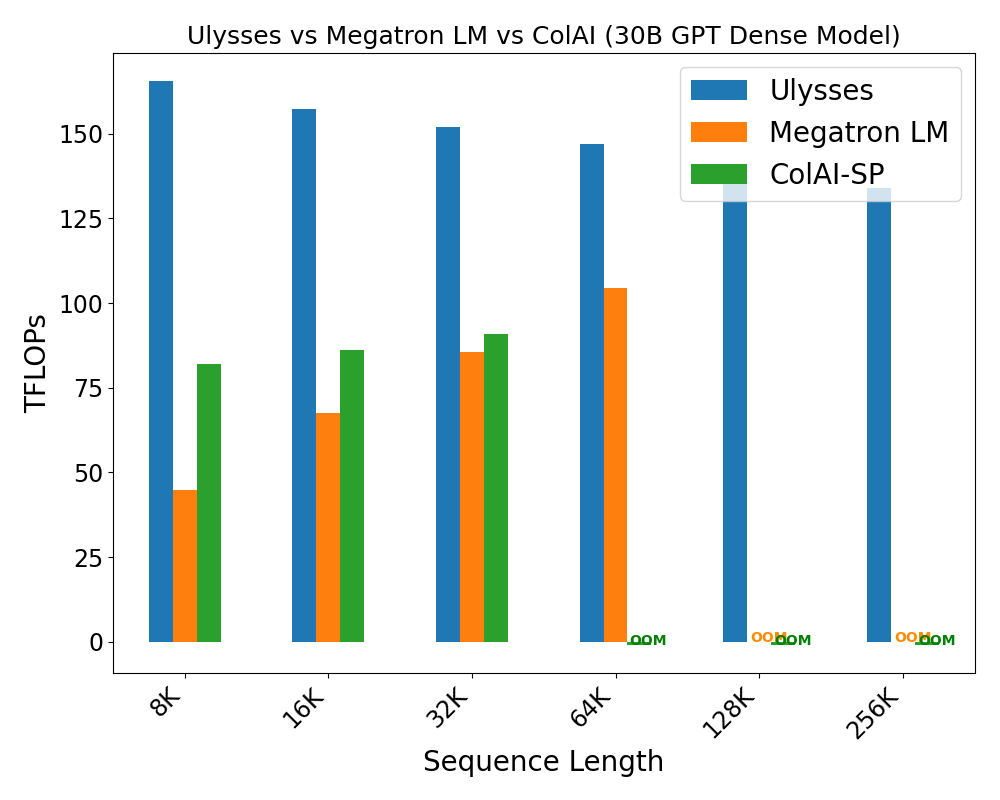 Ulysses vs Megatron LM vs ColAI (30B GPT Dense Model)
Ulysses
Megatron LM
ColAI-SP
TFLOPs
150
125
100
75
50
25
0
OOM
OOM
OOM
OOM
OOM
8K
16K
32K
64K
128K
256K
Sequence Length